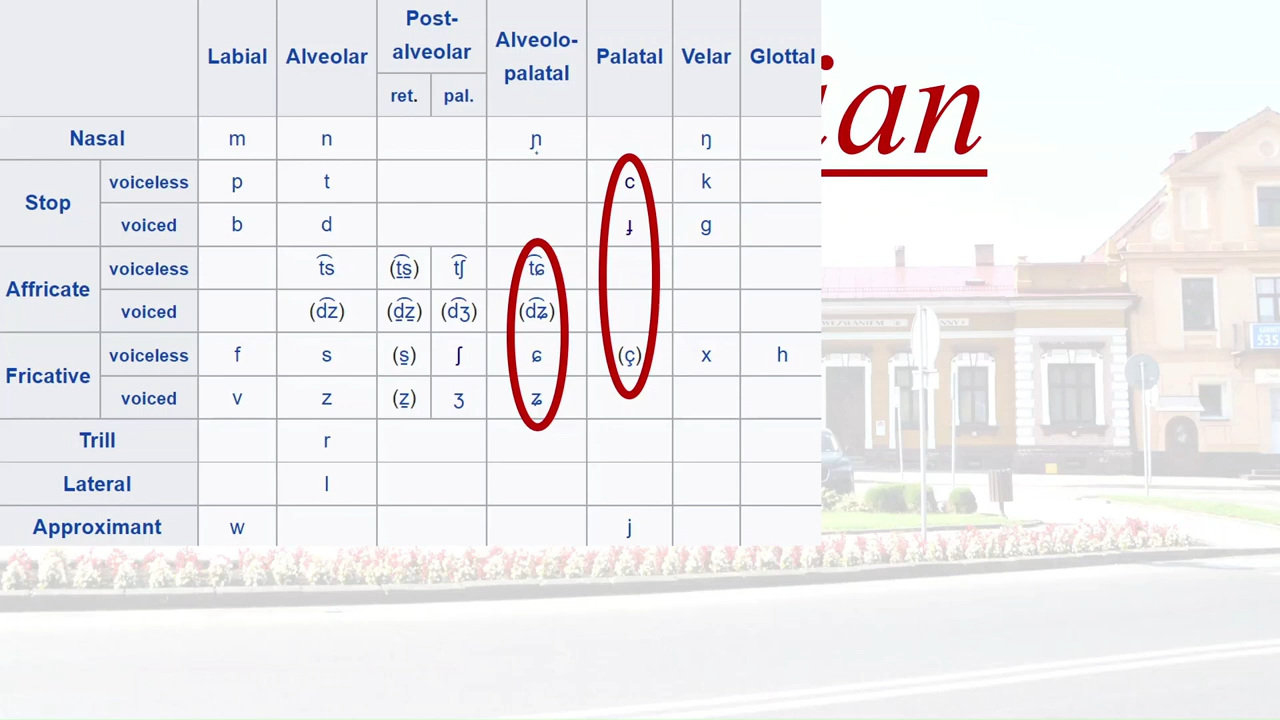 Post-
alveolar
Labial Alveolar Alveolo-
palatal Palatal Velar Glottal
ret. pal.
ian
Nasal m n ɲ̟ ŋ
Stop voiceless p t c k
voiced b d ɟ g
Affricate voiceless t͡s (t̠͡s̠) t͡ʃ t͡ɕ
voiced (d͡z) (d̠͡z̠) (d͡ʒ) (d͡ʑ)
Fricative voiceless f s (s̠) ʃ ɕ (ç) x h
voiced v z (z̠) ʒ ʑ
Trill r
Lateral l
Approximant w j
535